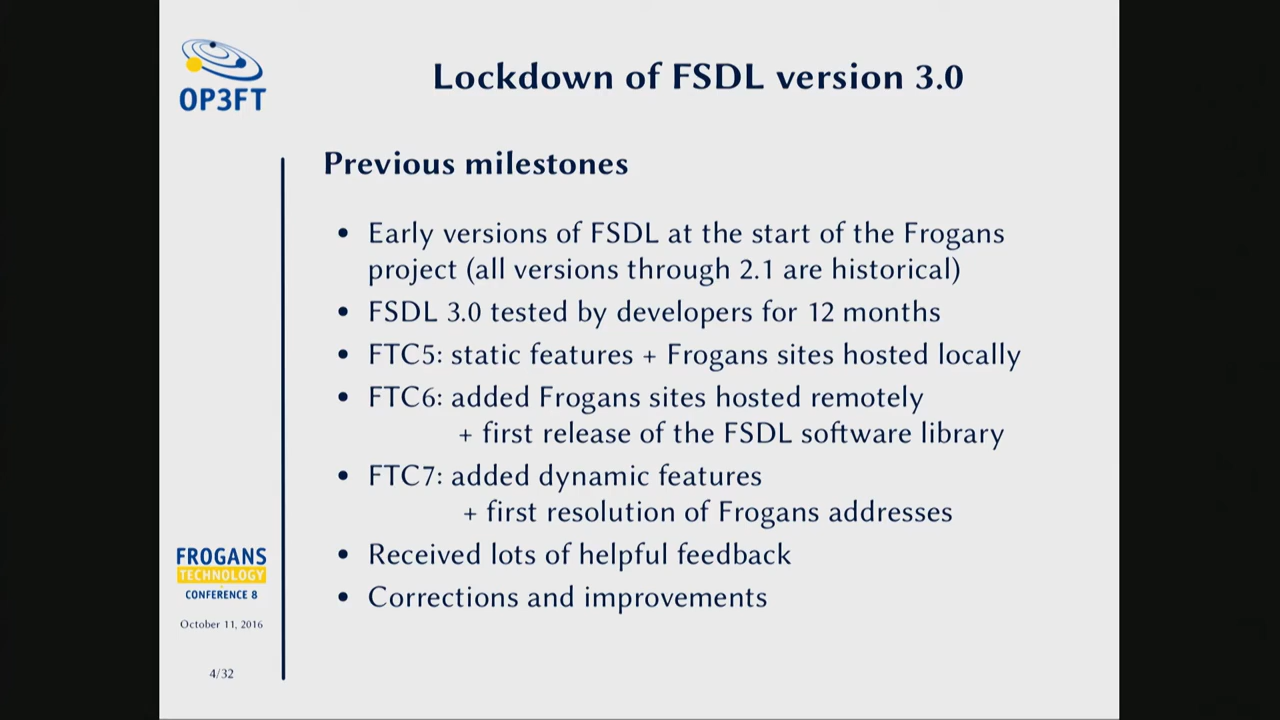 OP3FT
Lockdown of FSDL version 3.0
Previous milestones
• Early versions of FSDL at the start of the Frogans
project (all versions through 2.1 are historical)
• FSDL 3.0 tested by developers for 12 months
• FTC5: static features + Frogans sites hosted locally
• FTC6: added Frogans sites hosted remotely
+ first release of the FSDL software library
• FTC7: added dynamic features
+ first resolution of Frogans addresses
• Received lots of helpful feedback
• Corrections and improvements
FROGANS
TECHNOLOGY
CONFERENCE 8
October 11, 2016
4/32